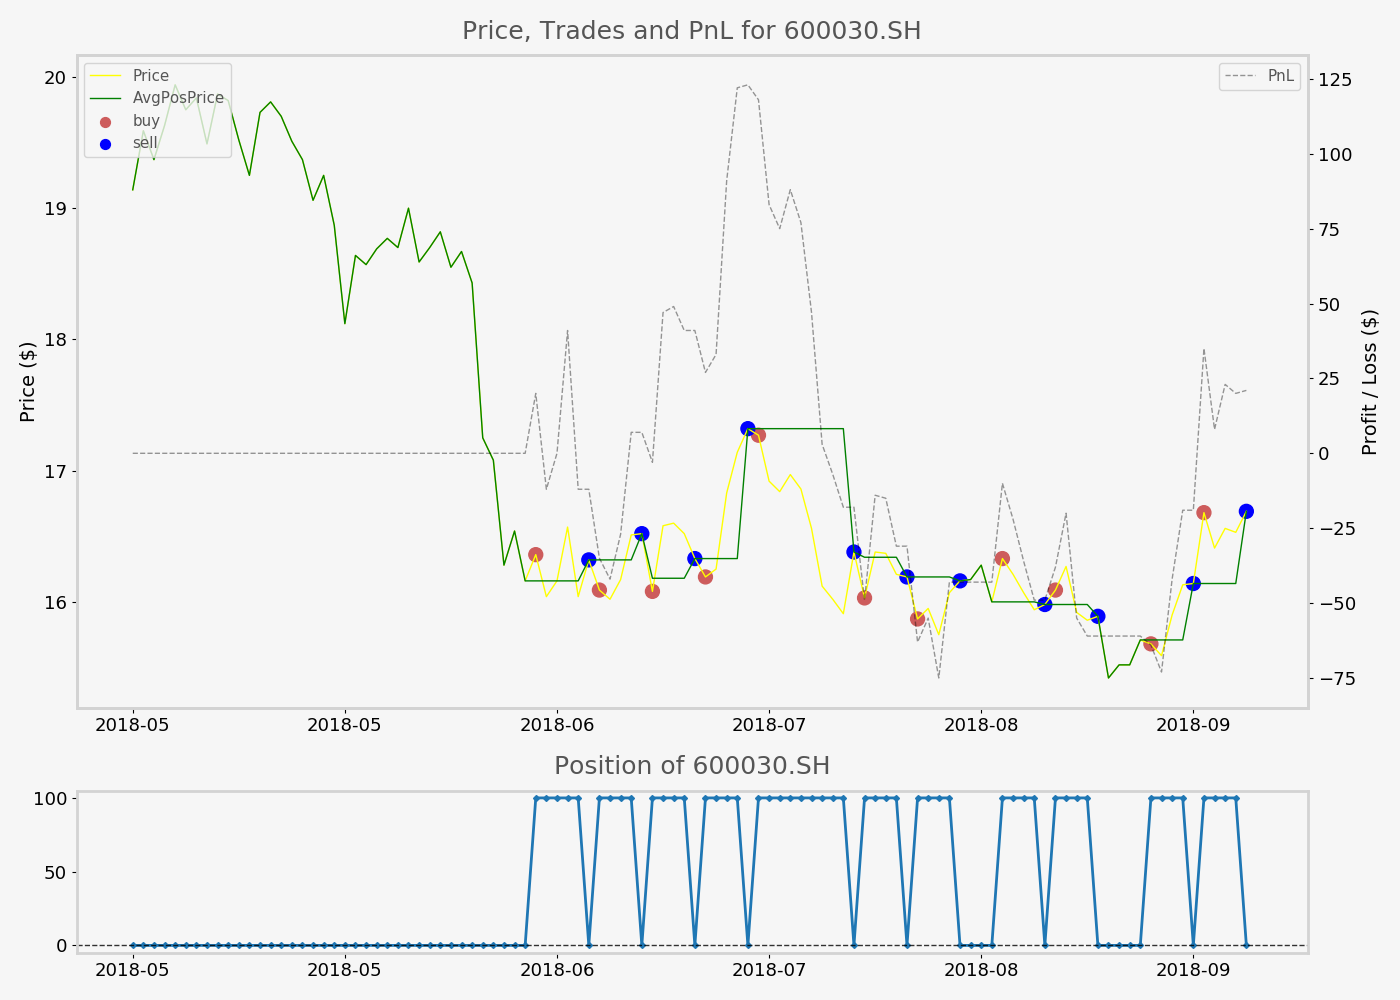 Price, Trades and PnL for 600030.SH
Price
AvgPosPrice
buy
sell
PnL
Price ($)
20
19
18
17
16
Profit / Loss ($)
125
100
75
50
25
0
−25
−50
−75
2018-05 2018-05 2018-06 2018-07 2018-08 2018-09
Position of 600030.SH
100
50
0
2018-05 2018-05 2018-06 2018-07 2018-08 2018-09